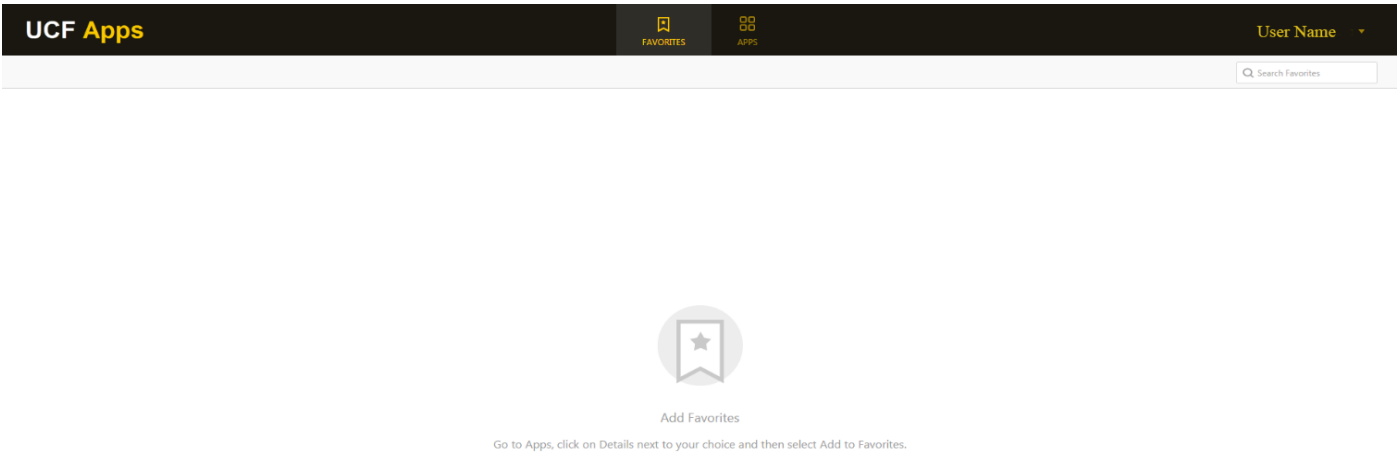 UCF Apps
FAVORITES
APPS
User Name
Search Favorites
Add Favorites
Go to Apps, click on Details next to your choice and then select Add to Favorites.